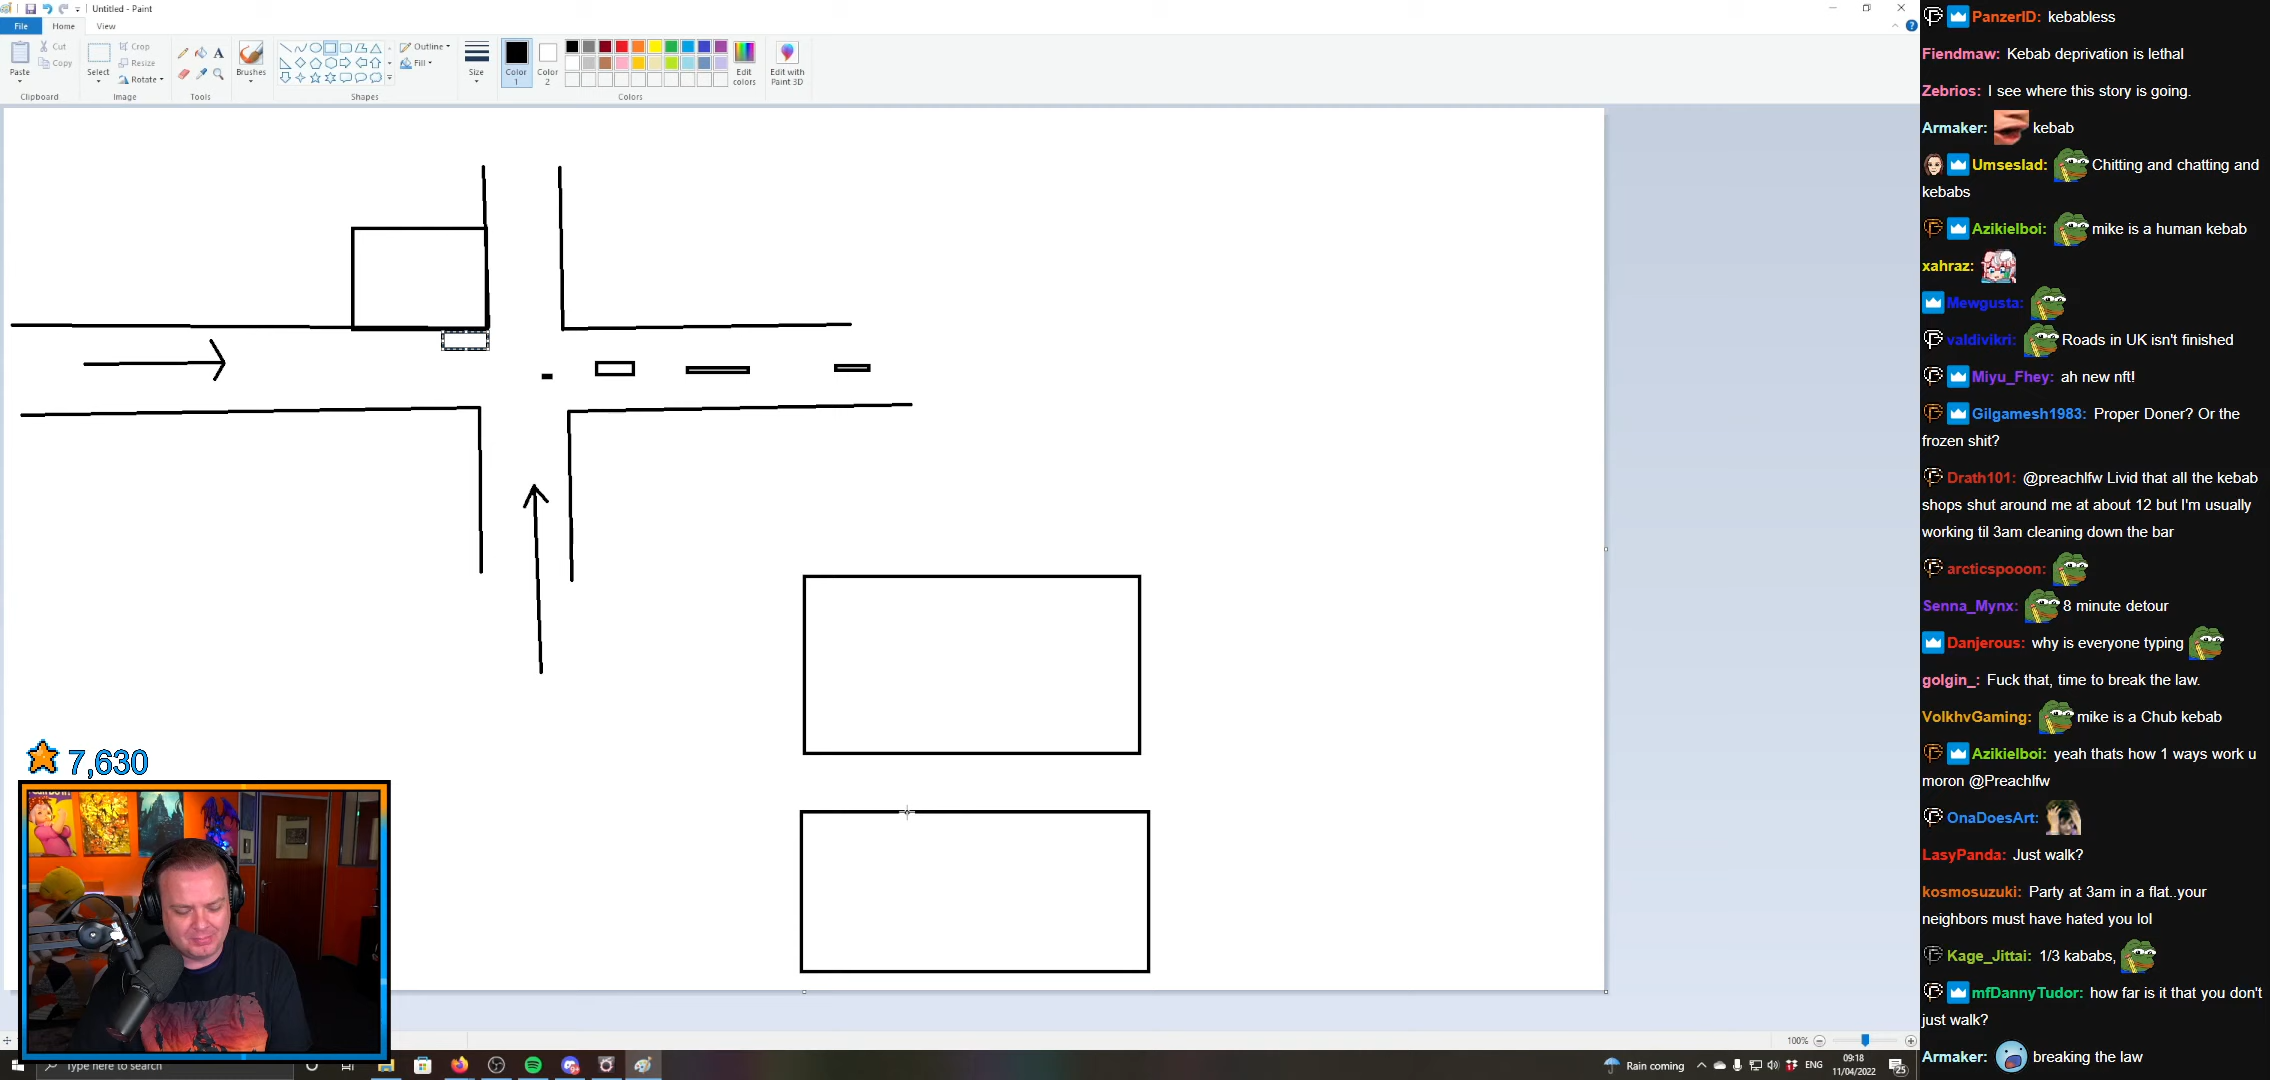 Untitled - Paint
File Home View
Paste
Cut
Copy
Clipboard
Select
Crop
Resize
Rotate
Image
Tools
Brushes
Shapes
Outline
Fill
Size
Color 1
Color 2
Colors
Edit colors
Edit with Paint 3D
7,630
100%
Type here to search
Rain coming
ENG
09:18
11/04/2022
25
PanzerID: kebabless
Fiendmaw: Kebab deprivation is lethal
Zebrios: I see where this story is going.
Armaker: kebab
Umseslad: Chitting and chatting and
kebabs
Azikielboi: mike is a human kebab
xahraz:
Mewgusta:
valdivikri: Roads in UK isn't finished
Miyu_Fhey: ah new nft!
Gilgamesh1983: Proper Doner? Or the
frozen shit?
Drath101: @preachlfw Livid that all the kebab
shops shut around me at about 12 but I'm usually
working til 3am cleaning down the bar
arcticspooon:
Senna_Mynx: 8 minute detour
Danjerous: why is everyone typing
golgin_: Fuck that, time to break the law.
VolkhvGaming: mike is a Chub kebab
Azikielboi: yeah thats how 1 ways work u
moron @Preachlfw
OnaDoesArt:
LasyPanda: Just walk?
kosmosuzuki: Party at 3am in a flat..your
neighbors must have hated you lol
Kage_Jittai: 1/3 kababs,
mfDannyTudor: how far is it that you don't
just walk?
Armaker: breaking the law